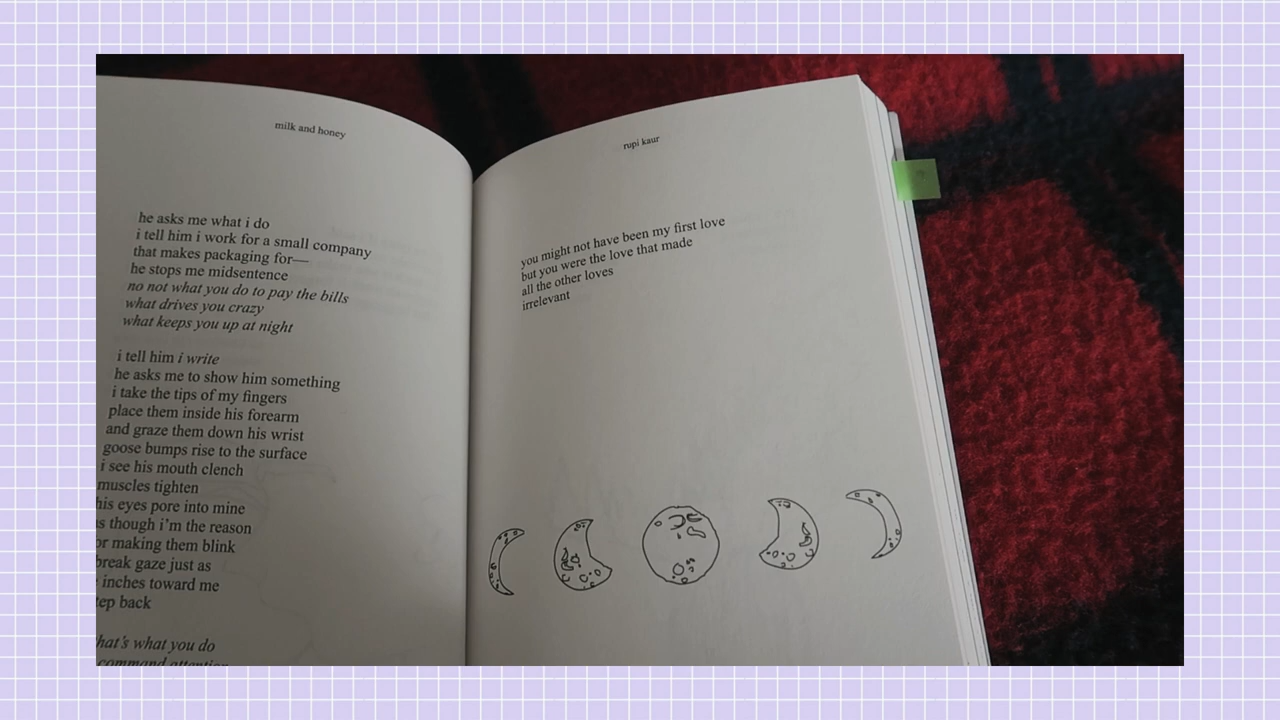 milk and honey
he asks me what i do
i tell him i work for a small company
that makes packaging for—
he stops me midsentence
no not what you do to pay the bills
what drives you crazy
what keeps you up at night
i tell him i write
he asks me to show him something
i take the tips of my fingers
place them inside his forearm
and graze them down his wrist
goose bumps rise to the surface
i see his mouth clench
muscles tighten
his eyes pore into mine
though i'm the reason
making them blink
break gaze just as
inches toward me
back
what you do
command
rupi kaur
you might not have been my first love
but you were the love that made
all the other loves
irrelevant